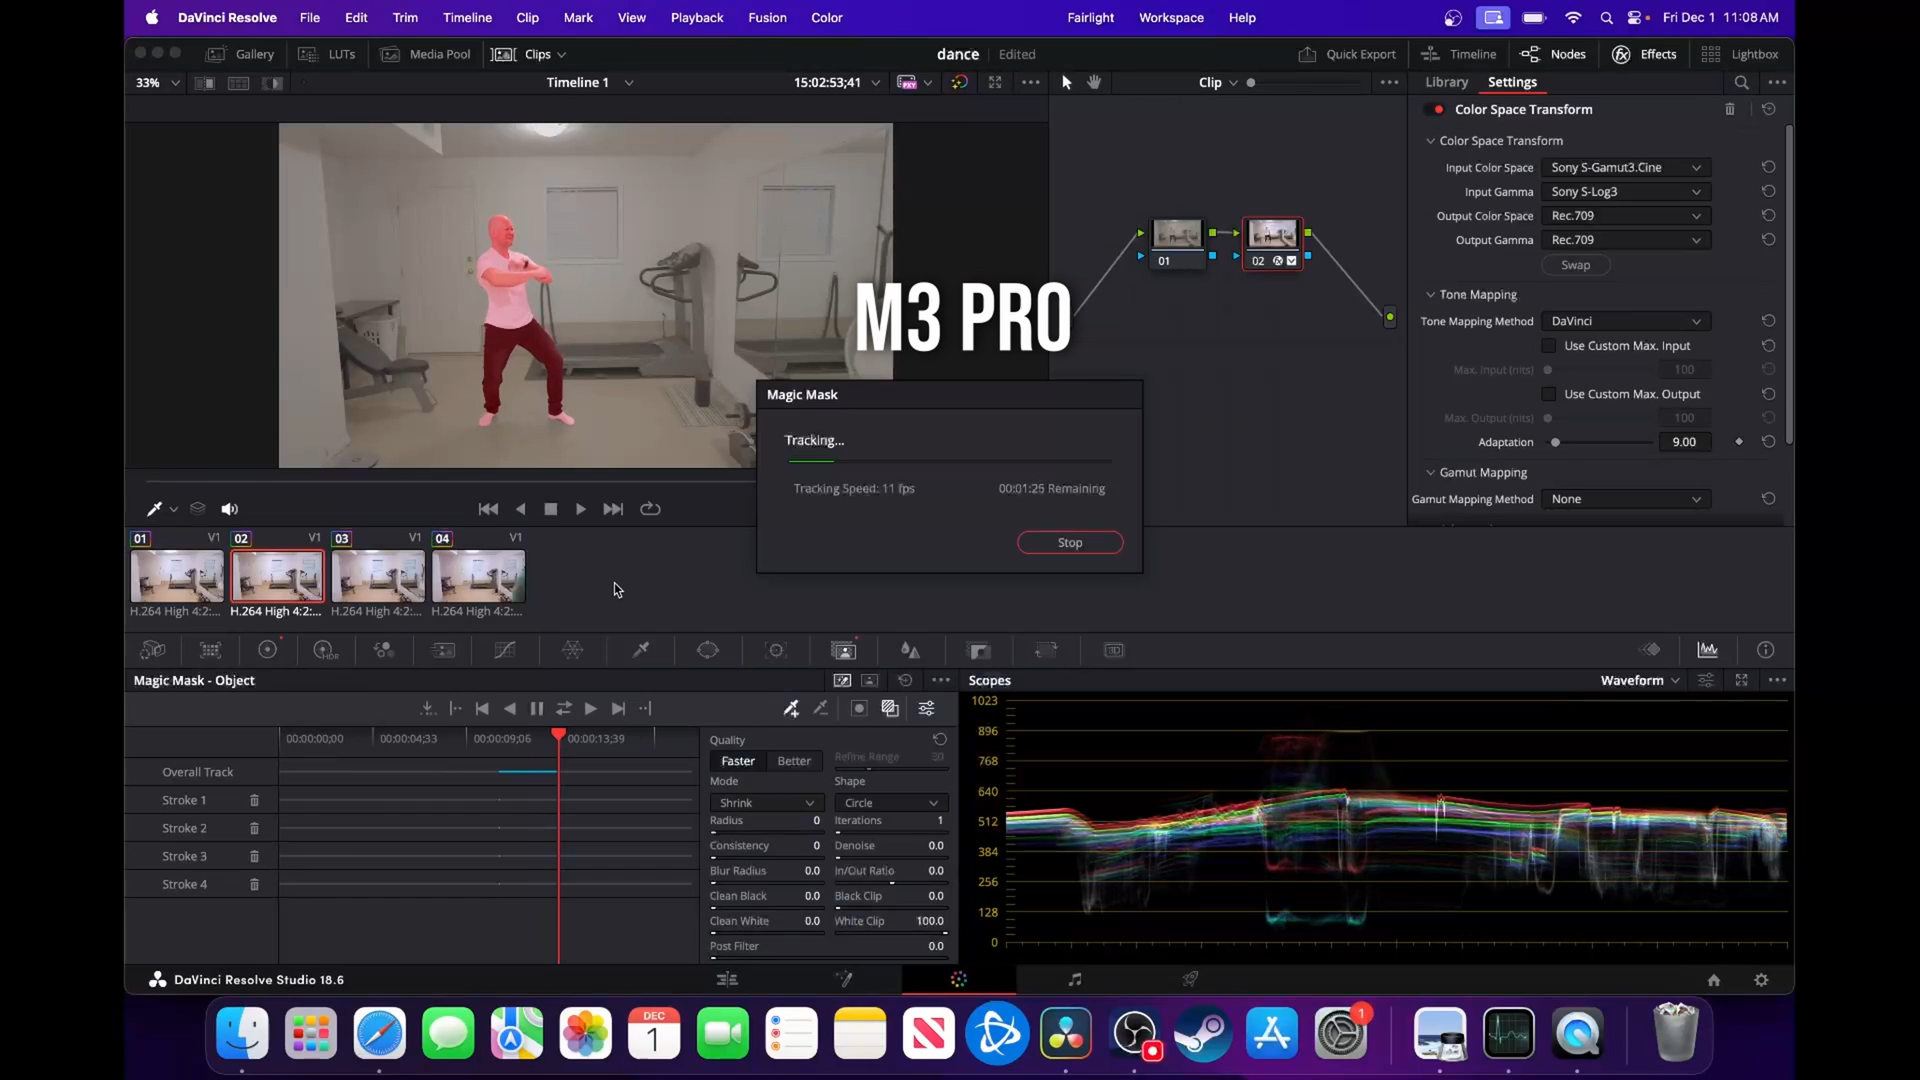 DaVinci Resolve File Edit Trim Timeline Clip Mark View Playback Fusion Color Fairlight Workspace Help Fri Dec 1 11:08 AM
Gallery LUTs Media Pool Clips dance Edited Quick Export Timeline Nodes Effects Lightbox
33% Timeline 1 15:02:53;41 Clip Library Settings
Color Space Transform
Color Space Transform
Input Color Space Sony S-Gamut3.Cine
Input Gamma Sony S-Log3
Output Color Space Rec.709
Output Gamma Rec.709
Swap
01 02
Tone Mapping
Tone Mapping Method DaVinci
Use Custom Max. Input
Max. Input (nits) 100
Use Custom Max. Output
Max. Output (nits) 100
Adaptation 9.00
Gamut Mapping
Gamut Mapping Method None
M3 PRO
Magic Mask
Tracking...
Tracking Speed: 11 fps 00:01:25 Remaining
Stop
01 V1 02 V1 03 V1 04 V1
H.264 High 4:2:... H.264 High 4:2:... H.264 High 4:2:... H.264 High 4:2:...
HDR 3D
Magic Mask - Object Scopes Waveform
00:00:00;00 00:00:04;33 00:00:09;06 00:00:13;39
Overall Track
Stroke 1
Stroke 2
Stroke 3
Stroke 4
Quality
Faster Better Refine Range 30
Mode Shape
Shrink Circle
Radius 0 Iterations 1
Consistency 0 Denoise 0.0
Blur Radius 0.0 In/Out Ratio 0.0
Clean Black 0.0 Black Clip 0.0
Clean White 0.0 White Clip 100.0
Post Filter 0.0
1023
896
768
640
512
384
256
128
0
DaVinci Resolve Studio 18.6
DEC
1
1